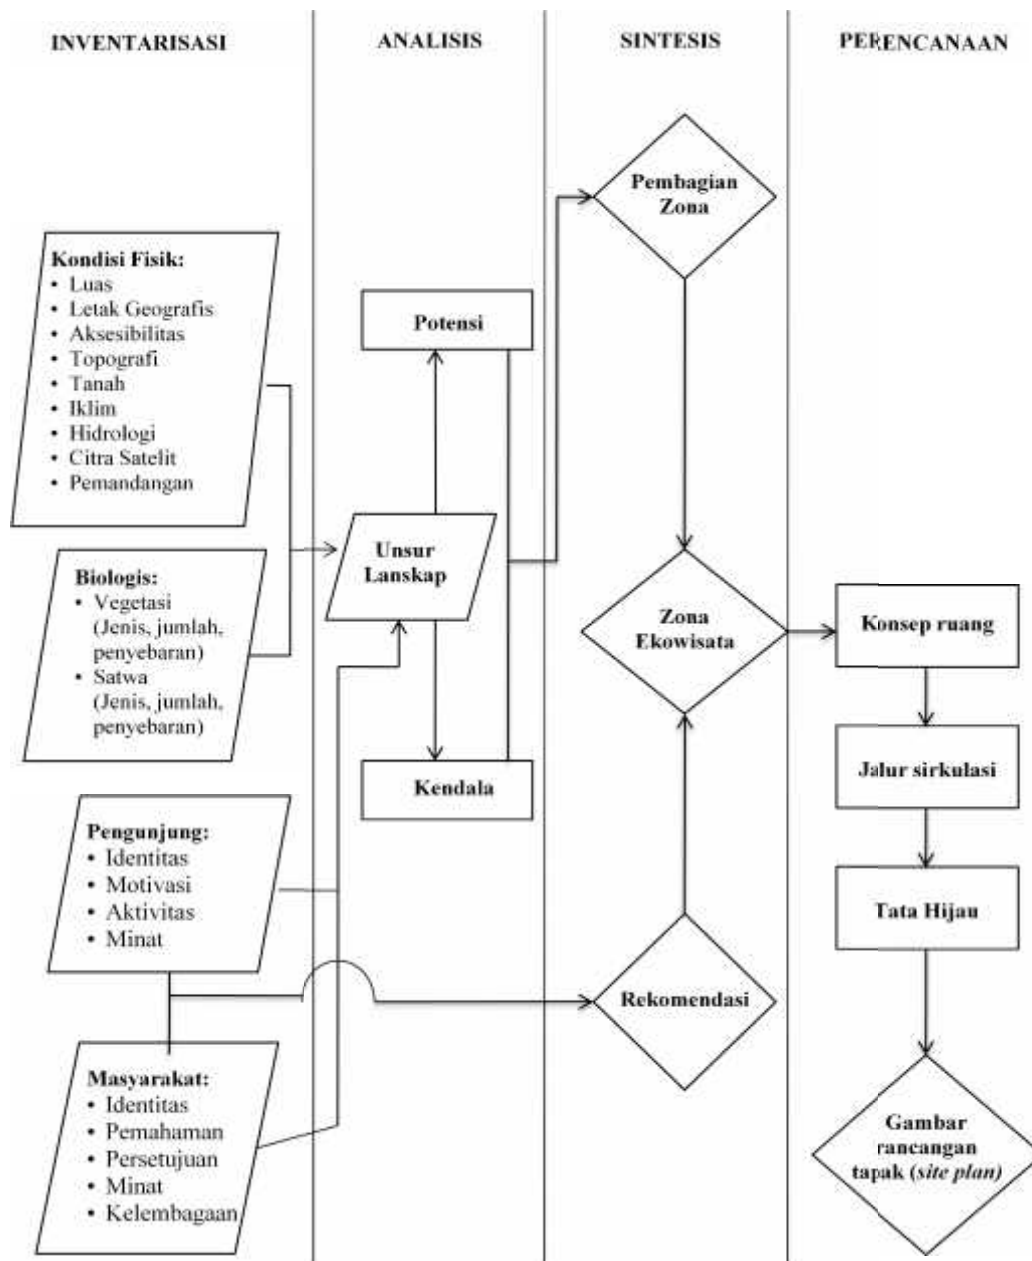 INVENTARISASI
ANALISIS
SINTESIS
PERENCANAAN
Kondisi Fisik:
• Luas
• Letak Geografis
• Aksesibilitas
• Topografi
• Tanah
• Iklim
• Hidrologi
• Citra Satelit
• Pemandangan
Biologis:
• Vegetasi
(Jenis, jumlah,
penyebaran)
• Satwa
(Jenis, jumlah,
penyebaran)
Pengunjung:
• Identitas
• Motivasi
• Aktivitas
• Minat
Masyarakat:
• Identitas
• Pemahaman
• Persetujuan
• Minat
• Kelembagaan
Potensi
Unsur
Lanskap
Kendala
Pembagian
Zona
Zona
Ekowisata
Rekomendasi
Konsep ruang
Jalur sirkulasi
Tata Hijau
Gambar
rancangan
tapak (site plan)